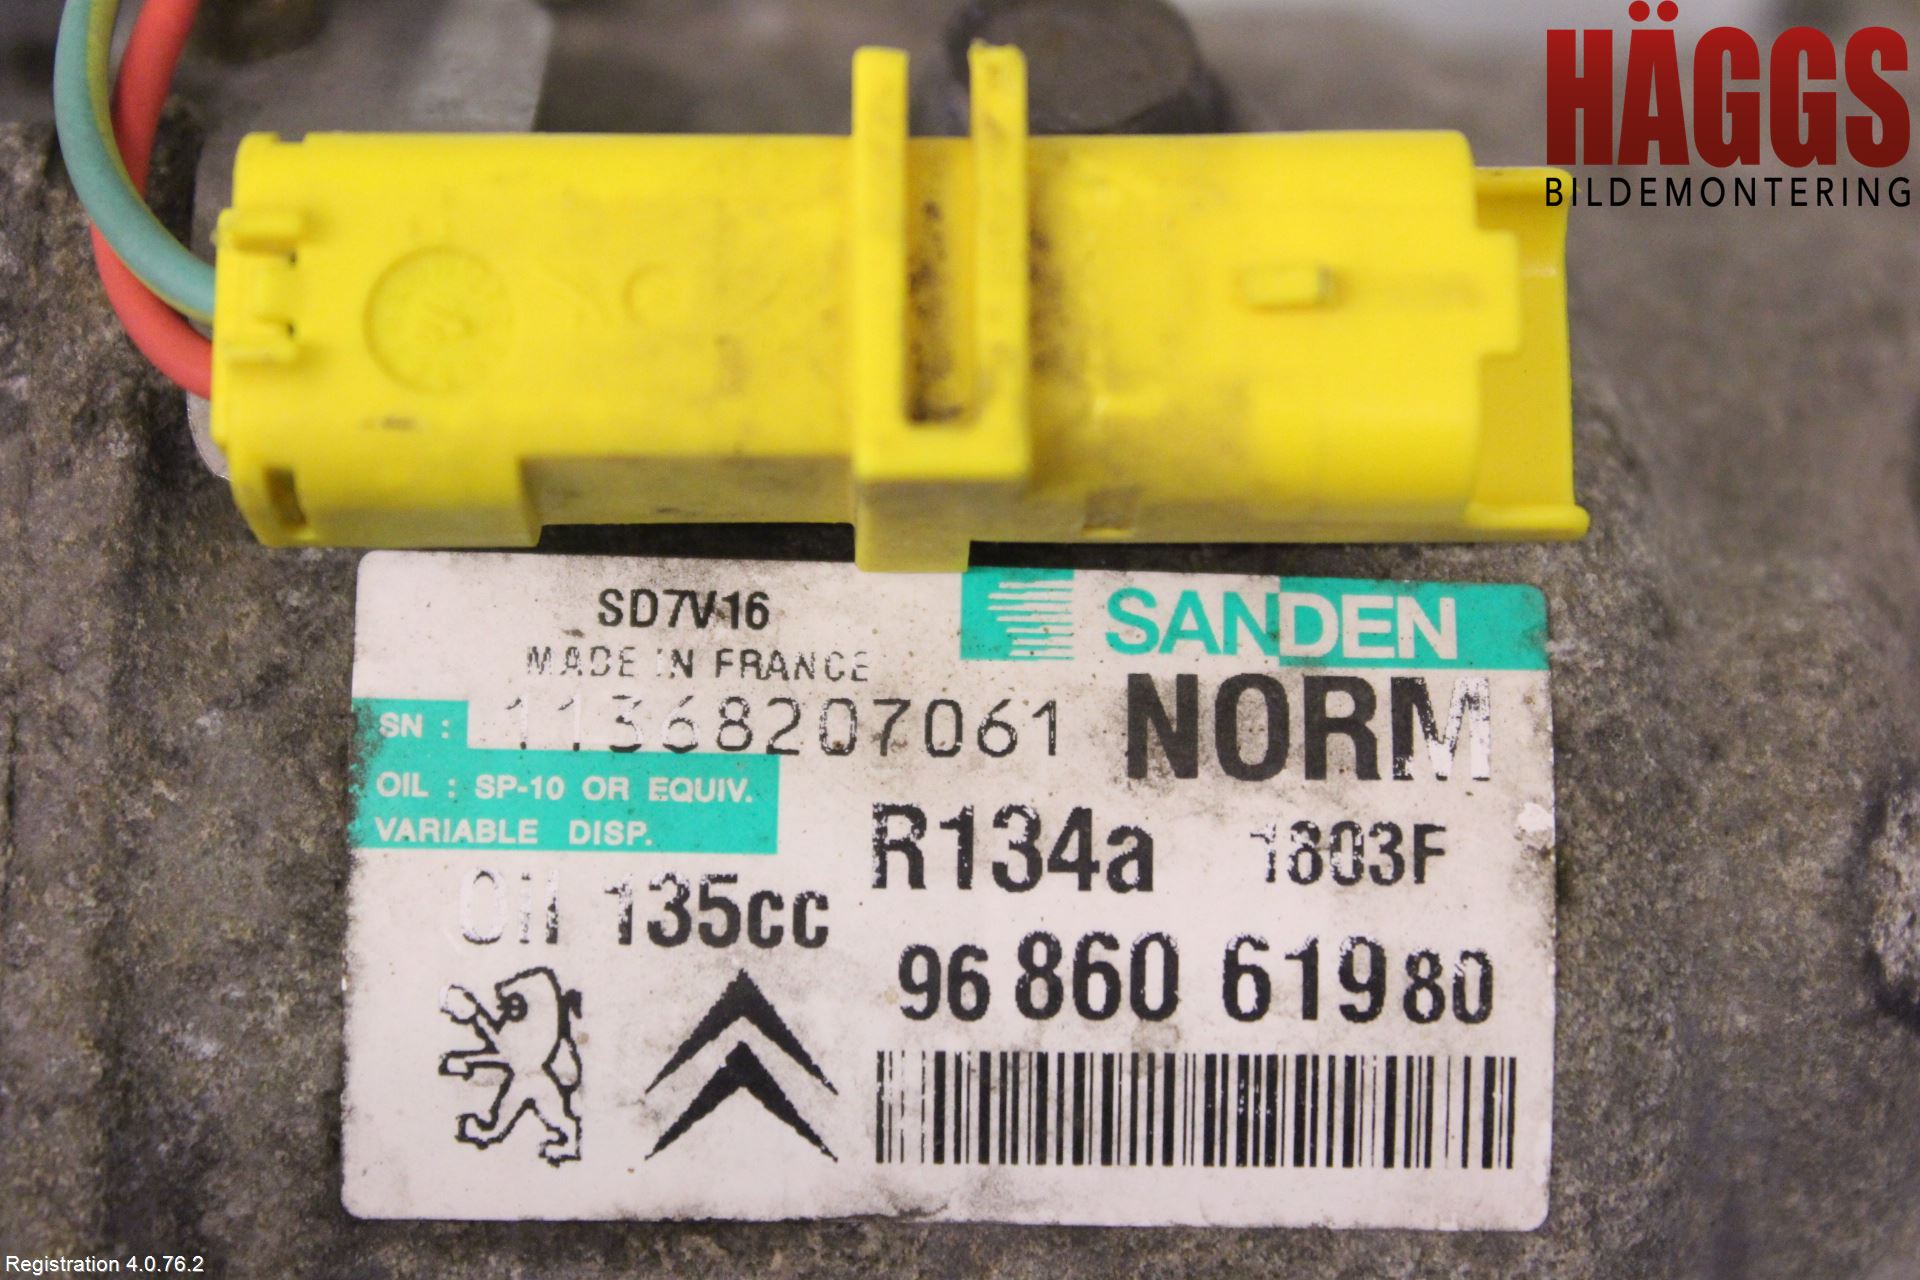 HÄGGS
BILDEMONTERING
SD7V16
SANDEN
MADE IN FRANCE
SN : 11368207061
NORM
OIL : SP-10 OR EQUIV.
VARIABLE DISP.
R134a 1803F
Oil 135cc
96 860 619 80
Registration 4.0.76.2